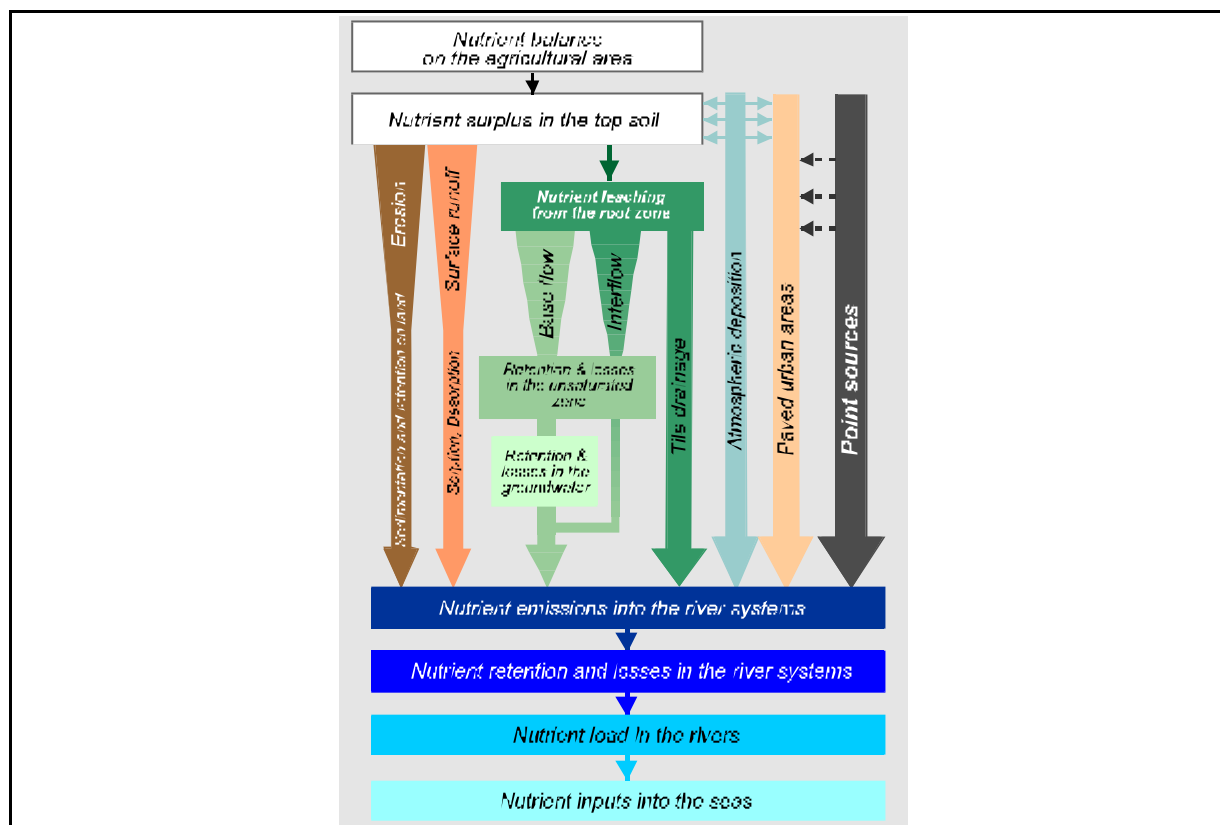 Nutrient balance
on the agricultural area
Nutrient surplus in the top soil
Erosion
Sedimentation and retention on land
Surface runoff
Sorption, Desorption
Nutrient leaching
from the root zone
Base flow
Interflow
Retention & losses
in the unsaturated
zone
Retention &
losses in the
groundwater
Tile drainage
Atmospheric deposition
Paved urban areas
Point sources
Nutrient emissions into the river systems
Nutrient retention and losses in the river systems
Nutrient load in the rivers
Nutrient inputs into the seas